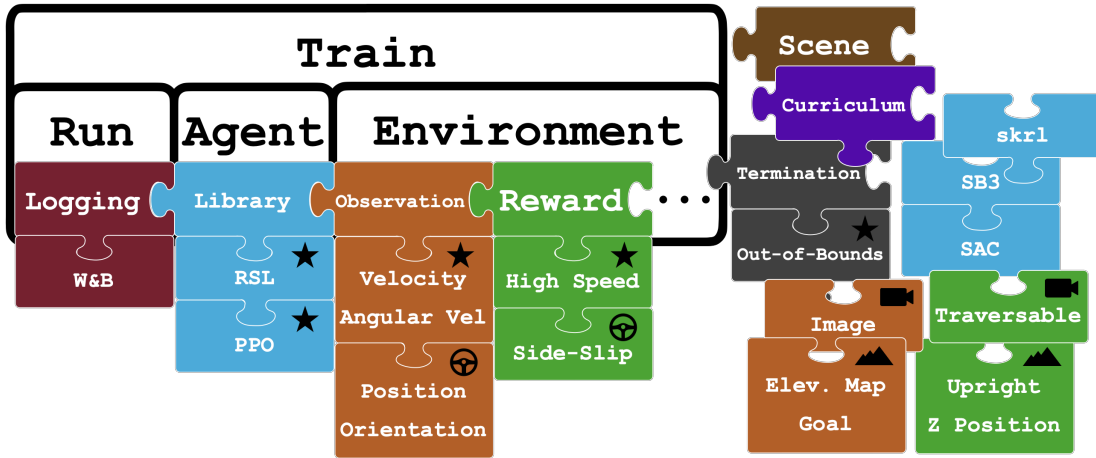 Train
Run
Agent
Environment
Logging
Library
Observation
Reward
...
W&B
RSL
PPO
Velocity
Angular Vel
Position
Orientation
High Speed
Side-Slip
Scene
Curriculum
skrl
Termination
SB3
Out-of-Bounds
SAC
Image
Traversable
Elev. Map
Goal
Upright
Z Position